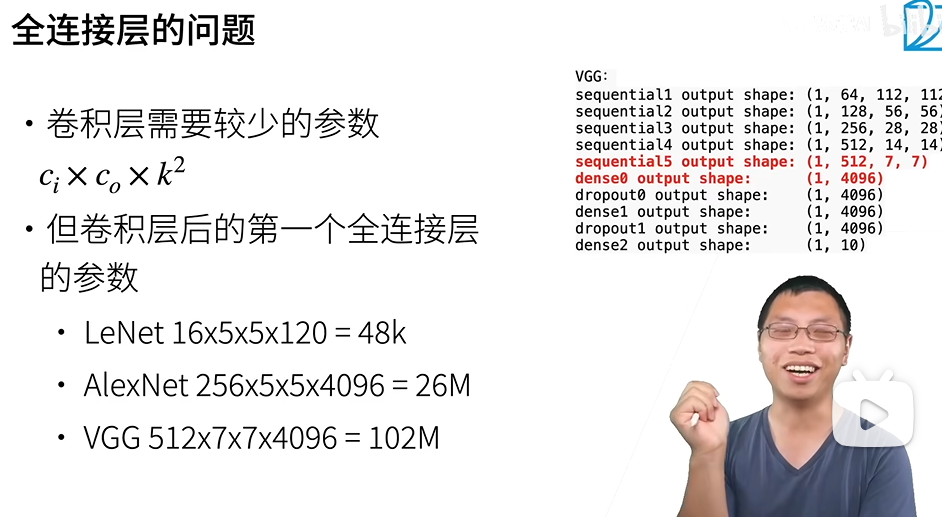 全连接层的问题
• 卷积层需要较少的参数
cᵢ × cₒ × k²
• 但卷积层后的第一个全连接层
的参数
• LeNet 16x5x5x120 = 48k
• AlexNet 256x5x5x4096 = 26M
• VGG 512x7x7x4096 = 102M
VGG:
sequential1 output shape: (1, 64, 112, 112
sequential2 output shape: (1, 128, 56, 56)
sequential3 output shape: (1, 256, 28, 28)
sequential4 output shape: (1, 512, 14, 14)
sequential5 output shape: (1, 512, 7, 7)
dense0 output shape: (1, 4096)
dropout0 output shape: (1, 4096)
dense1 output shape: (1, 4096)
dropout1 output shape: (1, 4096)
dense2 output shape: (1, 10)